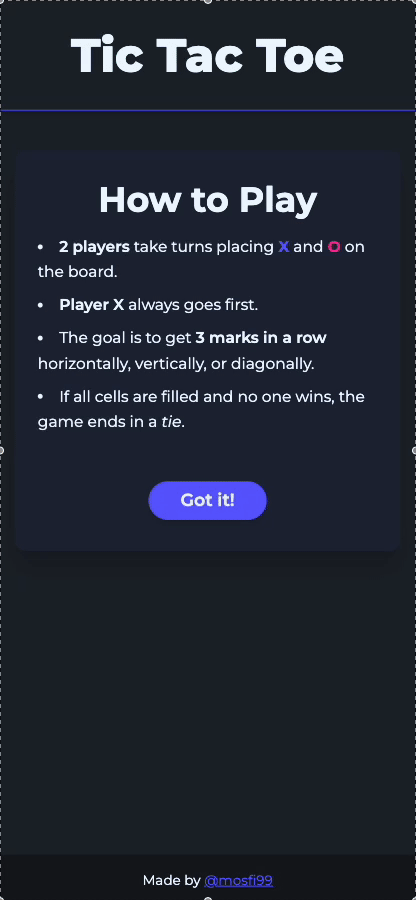 Tic Tac Toe
How to Play
• 2 players take turns placing X and O on
the board.
• Player X always goes first.
• The goal is to get 3 marks in a row
horizontally, vertically, or diagonally.
• If all cells are filled and no one wins, the
game ends in a tie.
Got it!
Made by @mosfi99